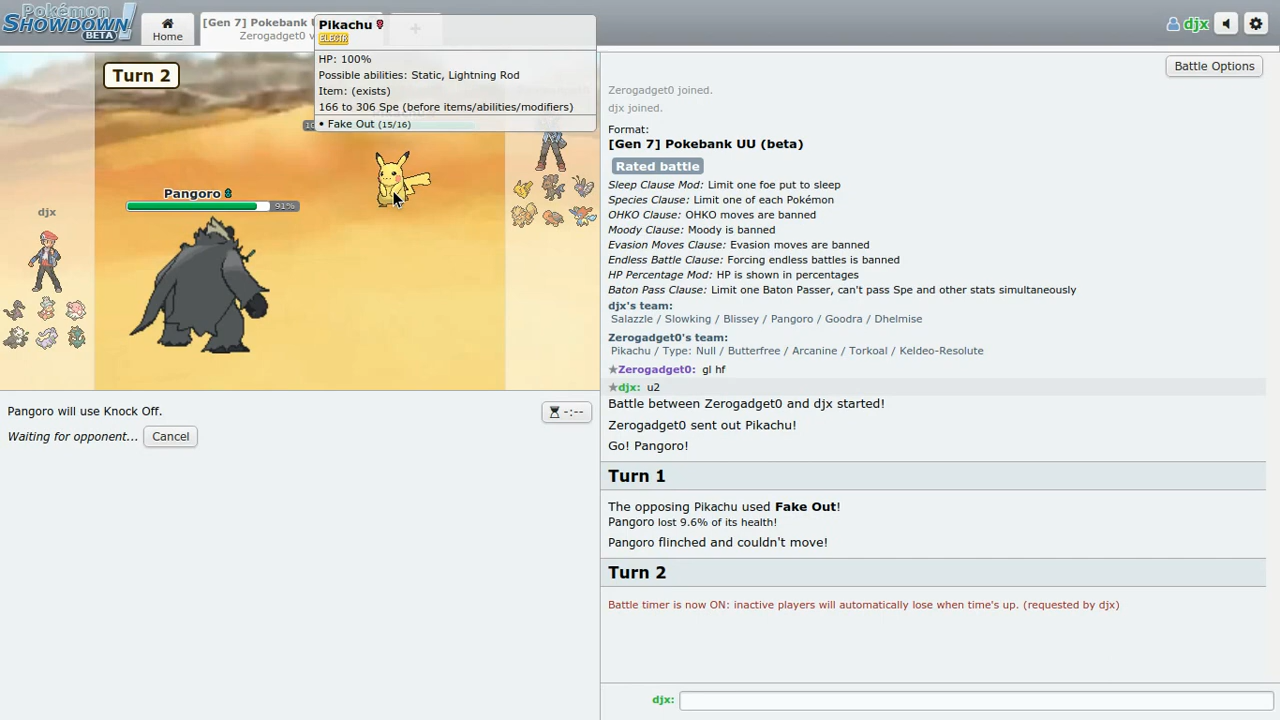 Pokémon
SHOWDOWN!
BETA
Home
[Gen 7] Pokebank U
Zerogadget0 v
+
djx
Pikachu
ELECTR
HP: 100%
Possible abilities: Static, Lightning Rod
Item: (exists)
166 to 306 Spe (before items/abilities/modifiers)
• Fake Out (15/16)
Turn 2
Pangoro
91%
djx
Pangoro will use Knock Off.
-:--
Waiting for opponent...
Cancel
Battle Options
Zerogadget0 joined.
djx joined.
Format:
[Gen 7] Pokebank UU (beta)
Rated battle
Sleep Clause Mod: Limit one foe put to sleep
Species Clause: Limit one of each Pokémon
OHKO Clause: OHKO moves are banned
Moody Clause: Moody is banned
Evasion Moves Clause: Evasion moves are banned
Endless Battle Clause: Forcing endless battles is banned
HP Percentage Mod: HP is shown in percentages
Baton Pass Clause: Limit one Baton Passer, can't pass Spe and other stats simultaneously
djx's team:
Salazzle / Slowking / Blissey / Pangoro / Goodra / Dhelmise
Zerogadget0's team:
Pikachu / Type: Null / Butterfree / Arcanine / Torkoal / Keldeo-Resolute
★Zerogadget0: gl hf
★djx: u2
Battle between Zerogadget0 and djx started!
Zerogadget0 sent out Pikachu!
Go! Pangoro!
Turn 1
The opposing Pikachu used Fake Out!
Pangoro lost 9.6% of its health!
Pangoro flinched and couldn't move!
Turn 2
Battle timer is now ON: inactive players will automatically lose when time's up. (requested by djx)
djx: